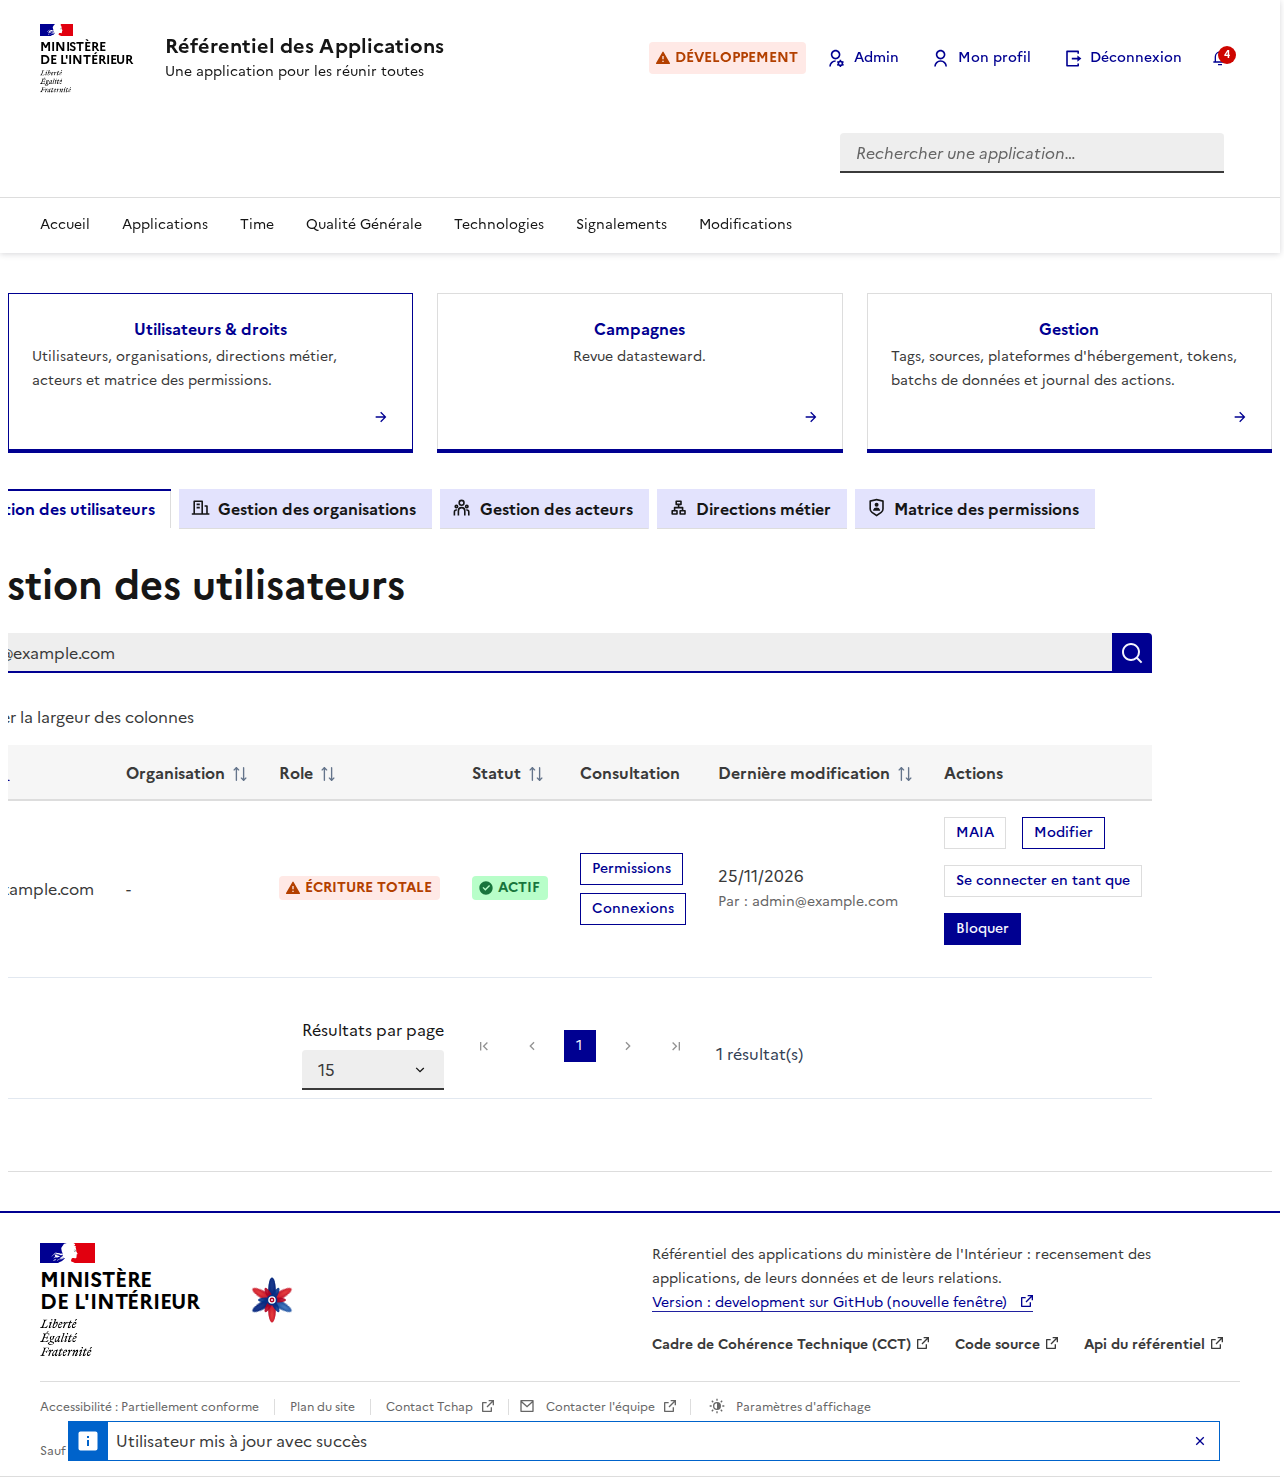 MINISTÈRE
DE L'INTÉRIEUR
Liberté
Égalité
Fraternité
Référentiel des Applications
Une application pour les réunir toutes
DÉVELOPPEMENT
Admin
Mon profil
Déconnexion
4
Rechercher une application...
Accueil
Applications
Time
Qualité Générale
Technologies
Signalements
Modifications
Utilisateurs & droits
Utilisateurs, organisations, directions métier,
acteurs et matrice des permissions.
Campagnes
Revue datasteward.
Gestion
Tags, sources, plateformes d'hébergement, tokens,
batchs de données et journal des actions.
tion des utilisateurs
Gestion des organisations
Gestion des acteurs
Directions métier
Matrice des permissions
stion des utilisateurs
@example.com
er la largeur des colonnes
Organisation
Role
Statut
Consultation
Dernière modification
Actions
xample.com
-
ÉCRITURE TOTALE
ACTIF
Permissions
Connexions
25/11/2026
Par : admin@example.com
MAIA
Modifier
Se connecter en tant que
Bloquer
Résultats par page
15
1
1 résultat(s)
MINISTÈRE
DE L'INTÉRIEUR
Liberté
Égalité
Fraternité
Référentiel des applications du ministère de l'Intérieur : recensement des
applications, de leurs données et de leurs relations.
Version : development sur GitHub (nouvelle fenêtre)
Cadre de Cohérence Technique (CCT)
Code source
Api du référentiel
Accessibilité : Partiellement conforme
Plan du site
Contact Tchap
Contacter l'équipe
Paramètres d'affichage
Sauf
Utilisateur mis à jour avec succès